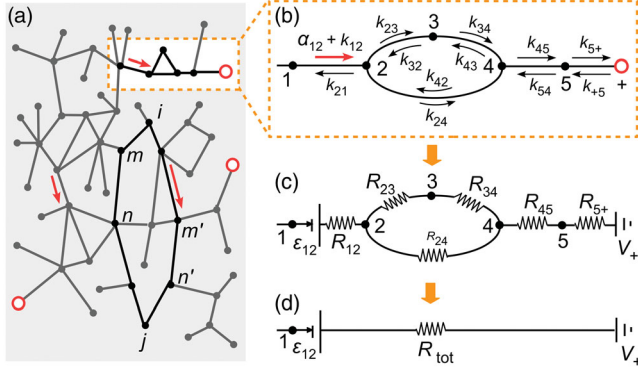 (a)
i
m
n
m'
n'
j
(b)
α12 + k12
k23
3
k34
k45
k5+
1
k21
2
k32
k43
k42
4
k24
k54
5
k+5
+
(c)
R23
3
R34
R45
R5+
1 ε12
R12
2
R24
4
5
V+
(d)
1 ε12
Rtot
V+